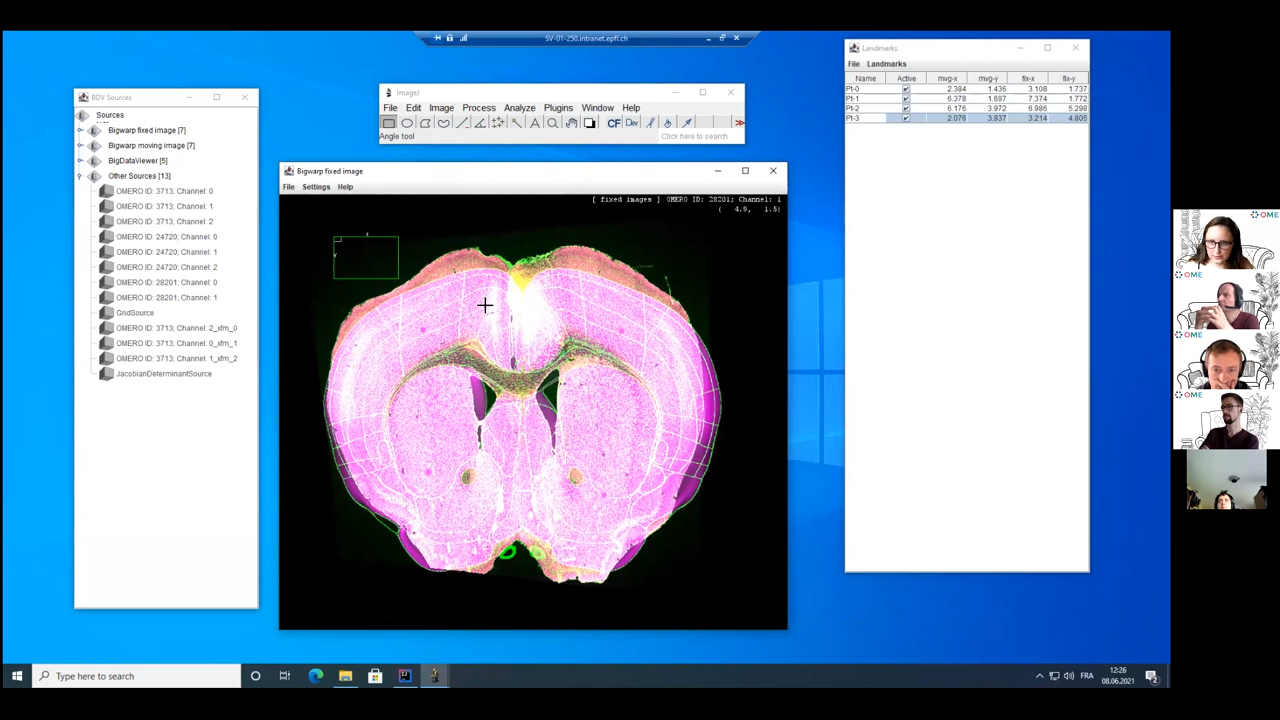 SV-01-250.intranet.epfl.ch
BDV Sources
Sources
Bigwarp fixed image [7]
Bigwarp moving image [7]
BigDataViewer [5]
Other Sources [13]
OMERO ID: 3713, Channel: 0
OMERO ID: 3713, Channel: 1
OMERO ID: 3713, Channel: 2
OMERO ID: 24720; Channel: 0
OMERO ID: 24720; Channel: 1
OMERO ID: 24720; Channel: 2
OMERO ID: 28201; Channel: 0
OMERO ID: 28201; Channel: 1
GridSource
OMERO ID: 3713; Channel: 2_xfm_0
OMERO ID: 3713; Channel: 0_xfm_1
OMERO ID: 3713; Channel: 1_xfm_2
JacobianDeterminantSource
ImageJ
File Edit Image Process Analyze Plugins Window Help
A CF Dev
Angle tool Click here to search
Bigwarp fixed image
File Settings Help
[ fixed images ] OMERO ID: 28201; Channel: 1
( 4.9, 1.5)
x
y
Landmarks
File Landmarks
Name Active mvg-x mvg-y fix-x fix-y
Pt-0 2.384 1.436 3.108 1.737
Pt-1 6.378 1.697 7.374 1.772
Pt-2 6.176 3.972 6.986 5.298
Pt-3 2.076 3.937 3.214 4.805
OME
OME
OME
OME
Type here to search
FRA
12:26
08.06.2021
2